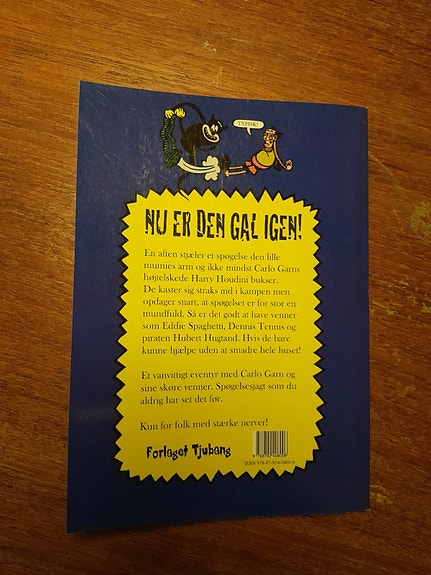 TYPISK!
NU ER DEN GAL IGEN!
En aften stjæler et spøgelse den lille
mumies arm og ikke mindst Carlo Garns
højtelskede Harry Houdini bukser.
De kaster sig straks ind i kampen men
opdager snart, at spøgelset er for stor en
mundfuld. Så er det godt at have venner
som Eddie Spaghetti, Dennis Tennis og
piraten Hubert Hugtand. Hvis de bare
kunne hjælpe uden at smadre hele huset!
Et vanvittigt eventyr med Carlo Garn og
sine skøre venner. Spøgelsesjagt som du
aldrig har set det før.
Kun for folk med stærke nerver!
Forlaget Tjubang